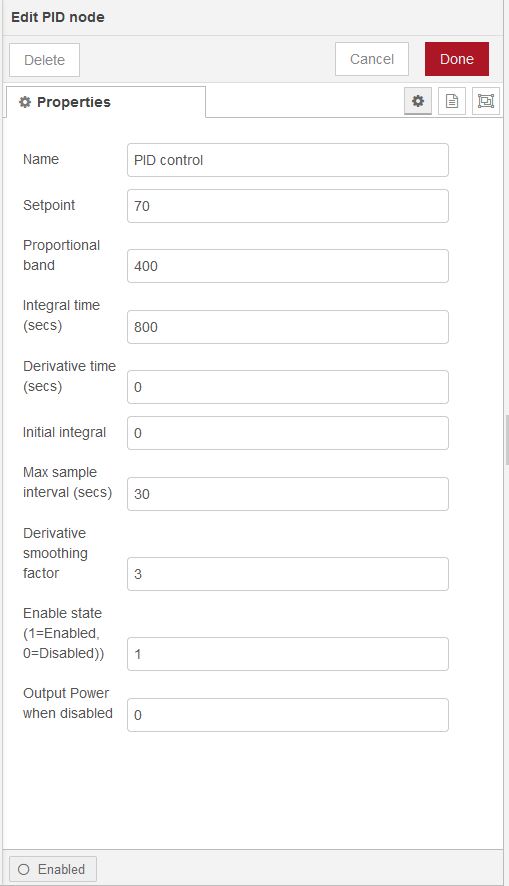 Edit PID node
Delete
Cancel
Done
Properties
Name
PID control
Setpoint
70
Proportional
band
400
Integral time
(secs)
800
Derivative time
(secs)
0
Initial integral
0
Max sample
interval (secs)
30
Derivative
smoothing
factor
3
Enable state
(1=Enabled,
0=Disabled))
1
Output Power
when disabled
0
Enabled